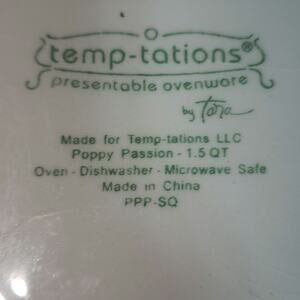 temp-tations®
presentable ovenware
by Tara
Made for Temp-tations LLC
Poppy Passion - 1.5 QT
Oven - Dishwasher - Microwave Safe
Made in China
PPP-SQ